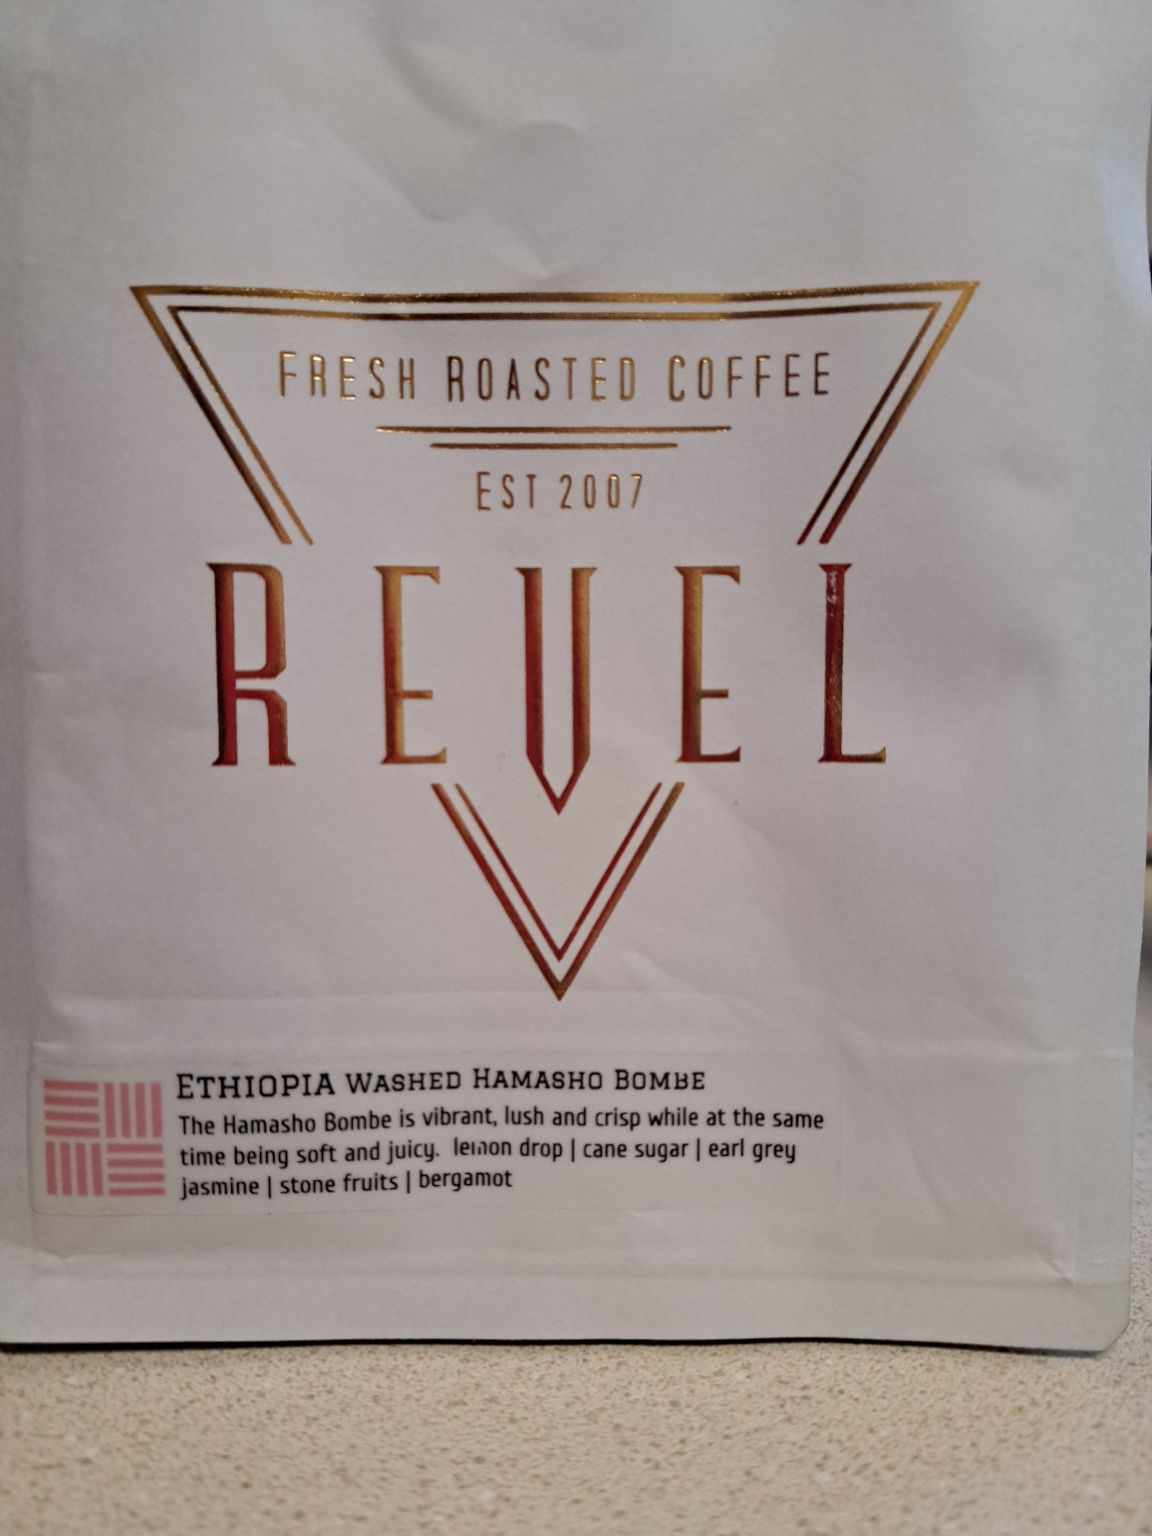 Fresh Roasted Coffee
Est 2007
REVEL
Ethiopia Washed Hamasho Bombe
The Hamasho Bombe is vibrant, lush and crisp while at the same
time being soft and juicy. lemon drop | cane sugar | earl grey
jasmine | stone fruits | bergamot